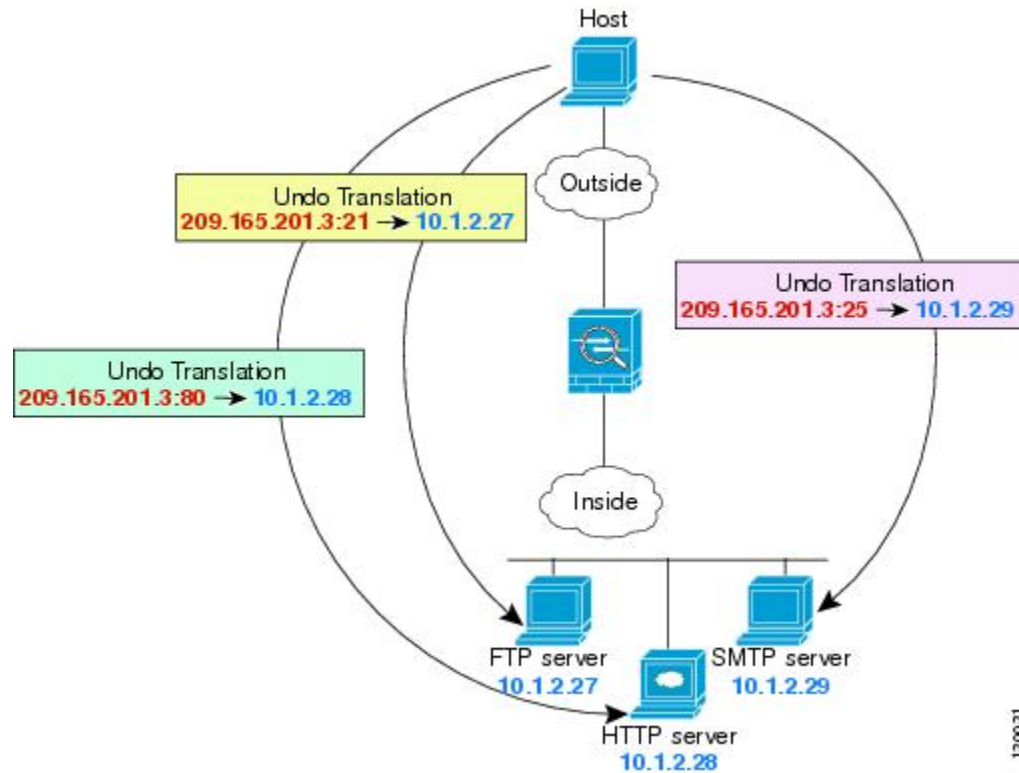 Host
Outside
Undo Translation
209.165.201.3:21 → 10.1.2.27
Undo Translation
209.165.201.3:25 → 10.1.2.29
Undo Translation
209.165.201.3:80 → 10.1.2.28
Inside
FTP server
10.1.2.27
SMTP server
10.1.2.29
HTTP server
10.1.2.28